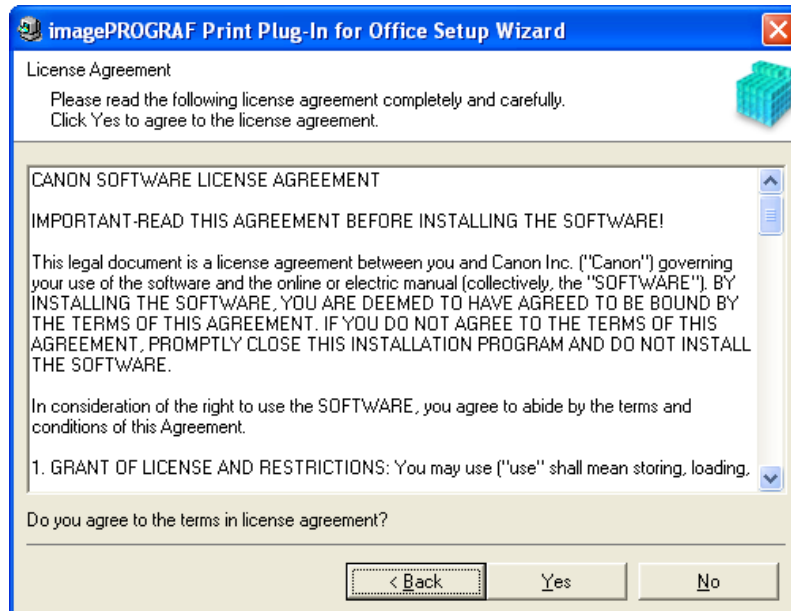 imagePROGRAF Print Plug-In for Office Setup Wizard
License Agreement
Please read the following license agreement completely and carefully.
Click Yes to agree to the license agreement.
CANON SOFTWARE LICENSE AGREEMENT
IMPORTANT-READ THIS AGREEMENT BEFORE INSTALLING THE SOFTWARE!
This legal document is a license agreement between you and Canon Inc. ("Canon") governing
your use of the software and the online or electric manual (collectively, the "SOFTWARE"). BY
INSTALLING THE SOFTWARE, YOU ARE DEEMED TO HAVE AGREED TO BE BOUND BY
THE TERMS OF THIS AGREEMENT. IF YOU DO NOT AGREE TO THE TERMS OF THIS
AGREEMENT, PROMPTLY CLOSE THIS INSTALLATION PROGRAM AND DO NOT INSTALL
THE SOFTWARE.
In consideration of the right to use the SOFTWARE, you agree to abide by the terms and
conditions of this Agreement.
1. GRANT OF LICENSE AND RESTRICTIONS: You may use ("use" shall mean storing, loading,
Do you agree to the terms in license agreement?
< Back Yes No